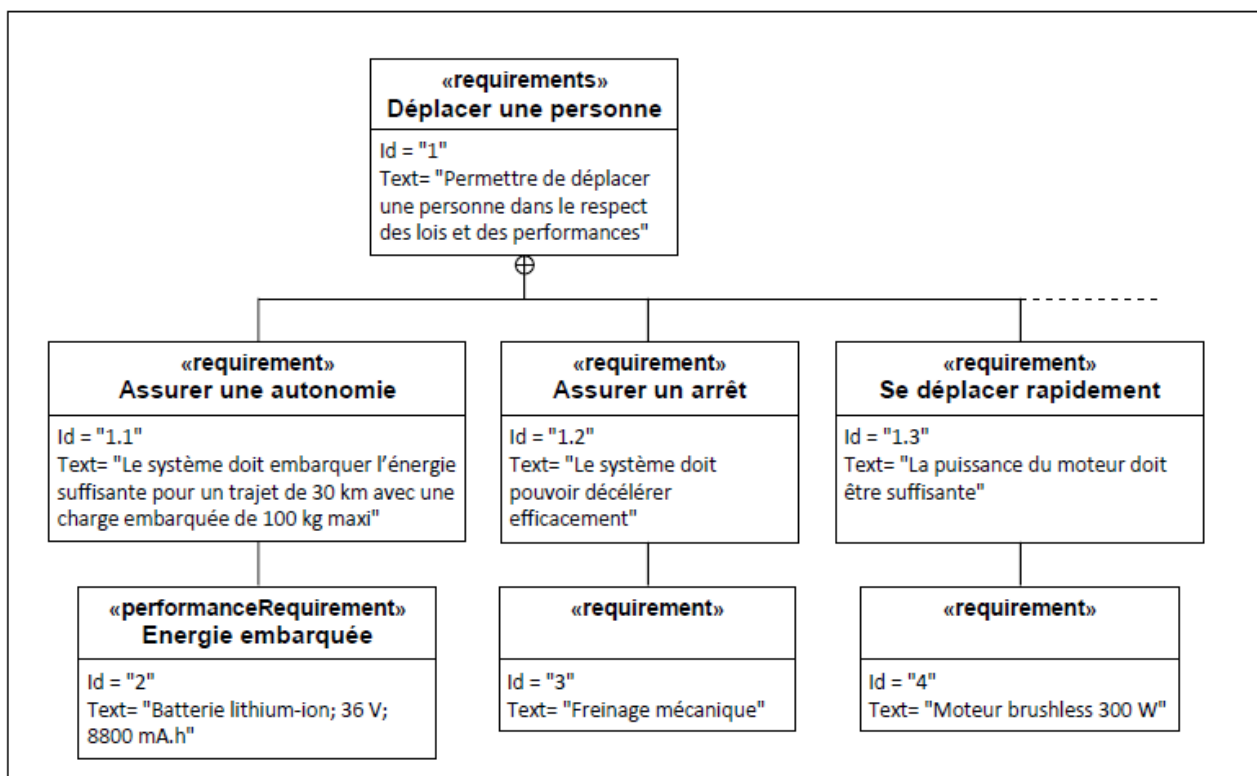 «requirements»
Déplacer une personne
Id = "1"
Text= "Permettre de déplacer
une personne dans le respect
des lois et des performances"
«requirement»
Assurer une autonomie
Id = "1.1"
Text= "Le système doit embarquer l’énergie
suffisante pour un trajet de 30 km avec une
charge embarquée de 100 kg maxi"
«requirement»
Assurer un arrêt
Id = "1.2"
Text= "Le système doit
pouvoir décélérer
efficacement"
«requirement»
Se déplacer rapidement
Id = "1.3"
Text= "La puissance du moteur doit
être suffisante"
«performanceRequirement»
Energie embarquée
Id = "2"
Text= "Batterie lithium-ion; 36 V;
8800 mA.h"
«requirement»
Id = "3"
Text= "Freinage mécanique"
«requirement»
Id = "4"
Text= "Moteur brushless 300 W"